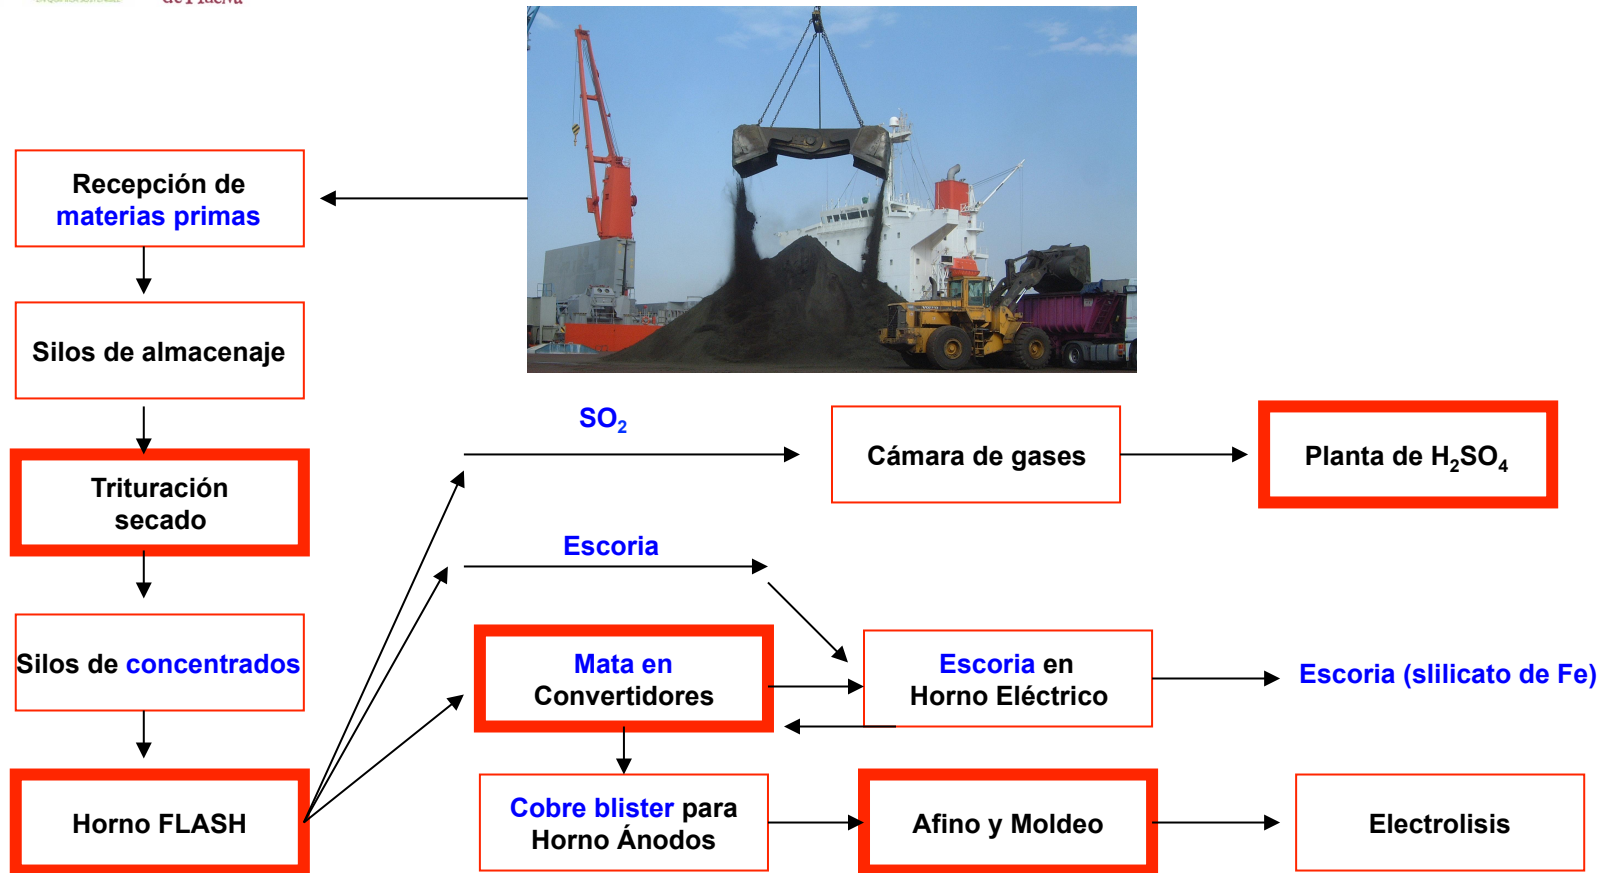 de Huelva
Recepción de
materias primas
Silos de almacenaje
Trituración
secado
Silos de concentrados
Horno FLASH
SO₂
Cámara de gases
Planta de H₂SO₄
Escoria
Mata en
Convertidores
Escoria en
Horno Eléctrico
Escoria (slilicato de Fe)
Cobre blister para
Horno Ánodos
Afino y Moldeo
Electrolisis